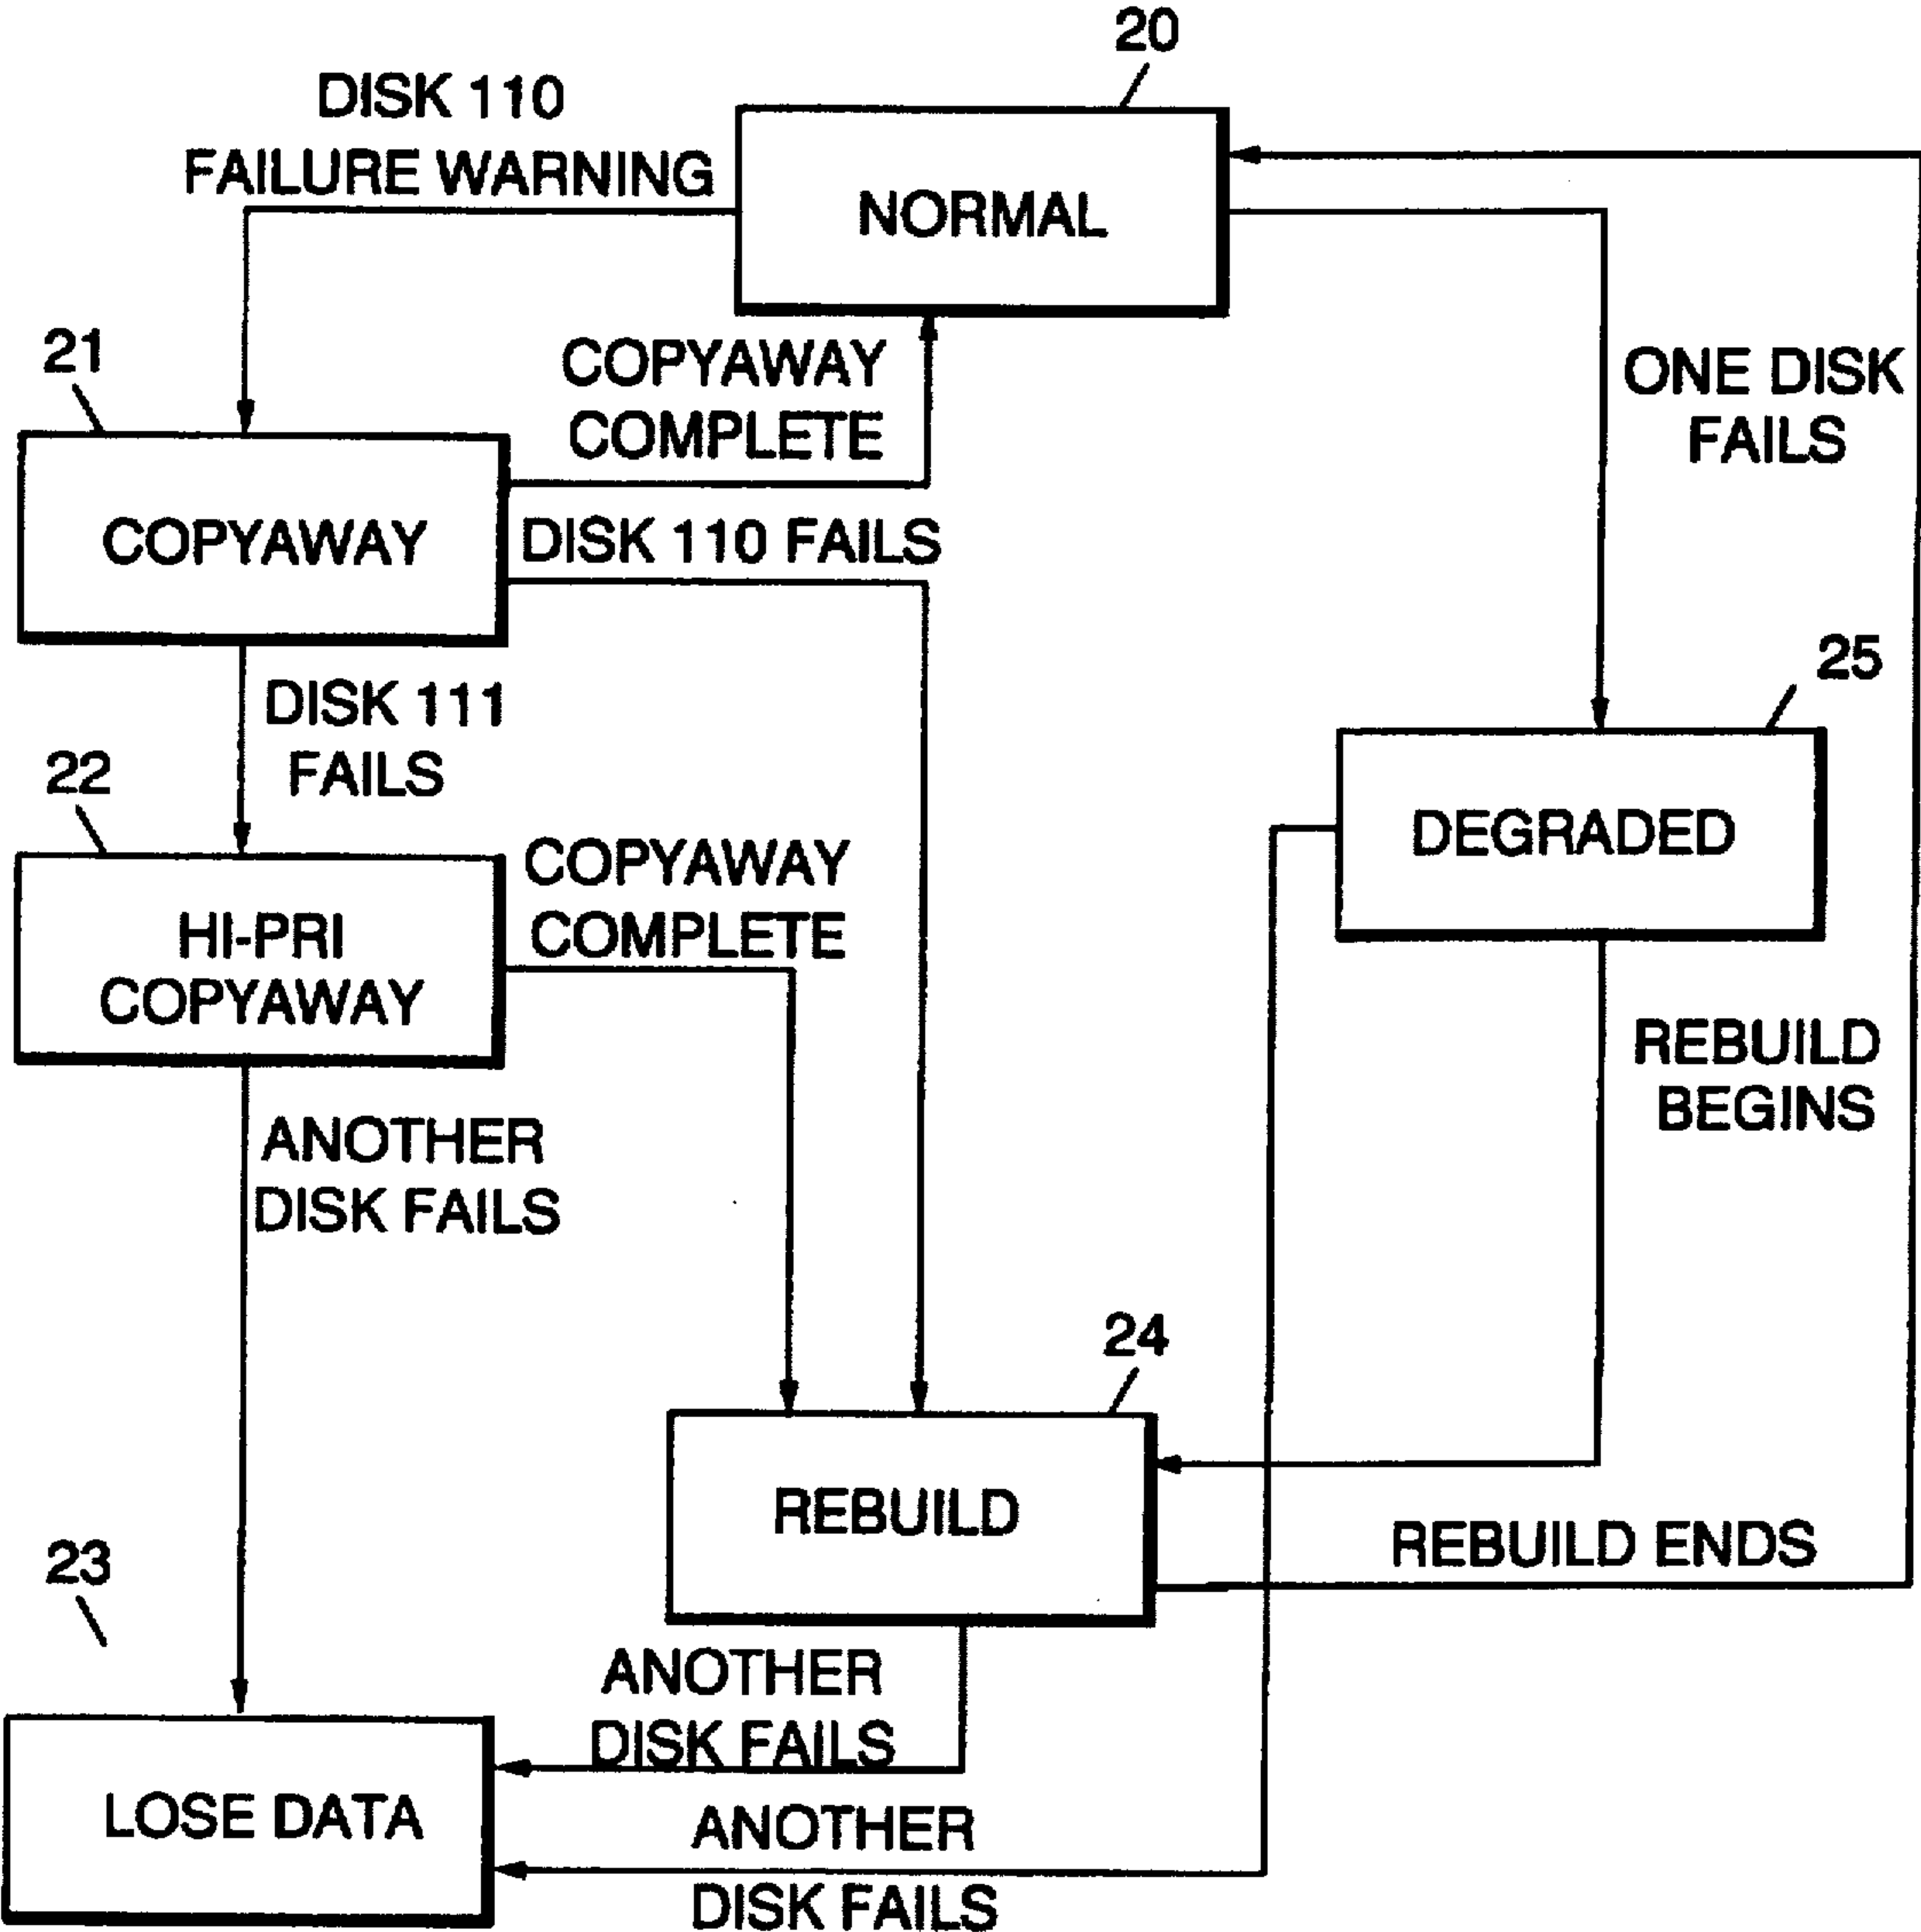 20
DISK 110
FAILURE WARNING
NORMAL
21
COPYAWAY
COMPLETE
ONE DISK
FAILS
COPYAWAY
DISK 110 FAILS
25
DISK 111
FAILS
22
DEGRADED
COPYAWAY
COMPLETE
HI-PRI
COPYAWAY
REBUILD
BEGINS
ANOTHER
DISK FAILS
24
REBUILD
REBUILD ENDS
23
ANOTHER
DISK FAILS
LOSE DATA
ANOTHER
DISK FAILS